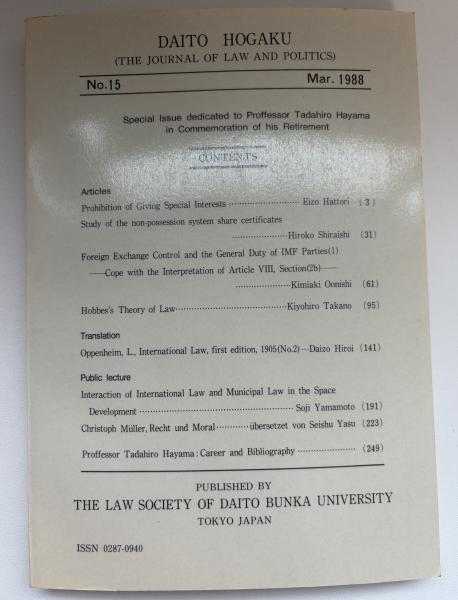 DAITO HOGAKU
(THE JOURNAL OF LAW AND POLITICS)
No.15 Mar. 1988
Special Issue dedicated to Proffessor Tadahiro Hayama
in Commemoration of his Retirement
CONTENTS
Articles
Prohibition of Giving Special Interests ........................... Eizo Hattori ( 3 )
Study of the non-possession system share certificates
.....................Hiroko Shiraishi (31)
Foreign Exchange Control and the General Duty of IMF Parties(1)
——Cope with the Interpretation of Article VIII, Section(2b)——
.....................Kimiaki Oonishi (61)
Hobbes's Theory of Law..........................................Kiyohiro Takano (95)
Translation
Oppenheim, L., International Law, first edition, 1905(No.2)...Daizo Hiroi (141)
Public lecture
Interaction of International Law and Municipal Law in the Space
Development ......................................................... Soji Yamamoto (191)
Christoph Müller, Recht und Moral............übersetzet von Seishu Yasu (223)
Proffessor Tadahiro Hayama: Career and Bibliography ..................... (249)
PUBLISHED BY
THE LAW SOCIETY OF DAITO BUNKA UNIVERSITY
TOKYO JAPAN
ISSN 0287-0940